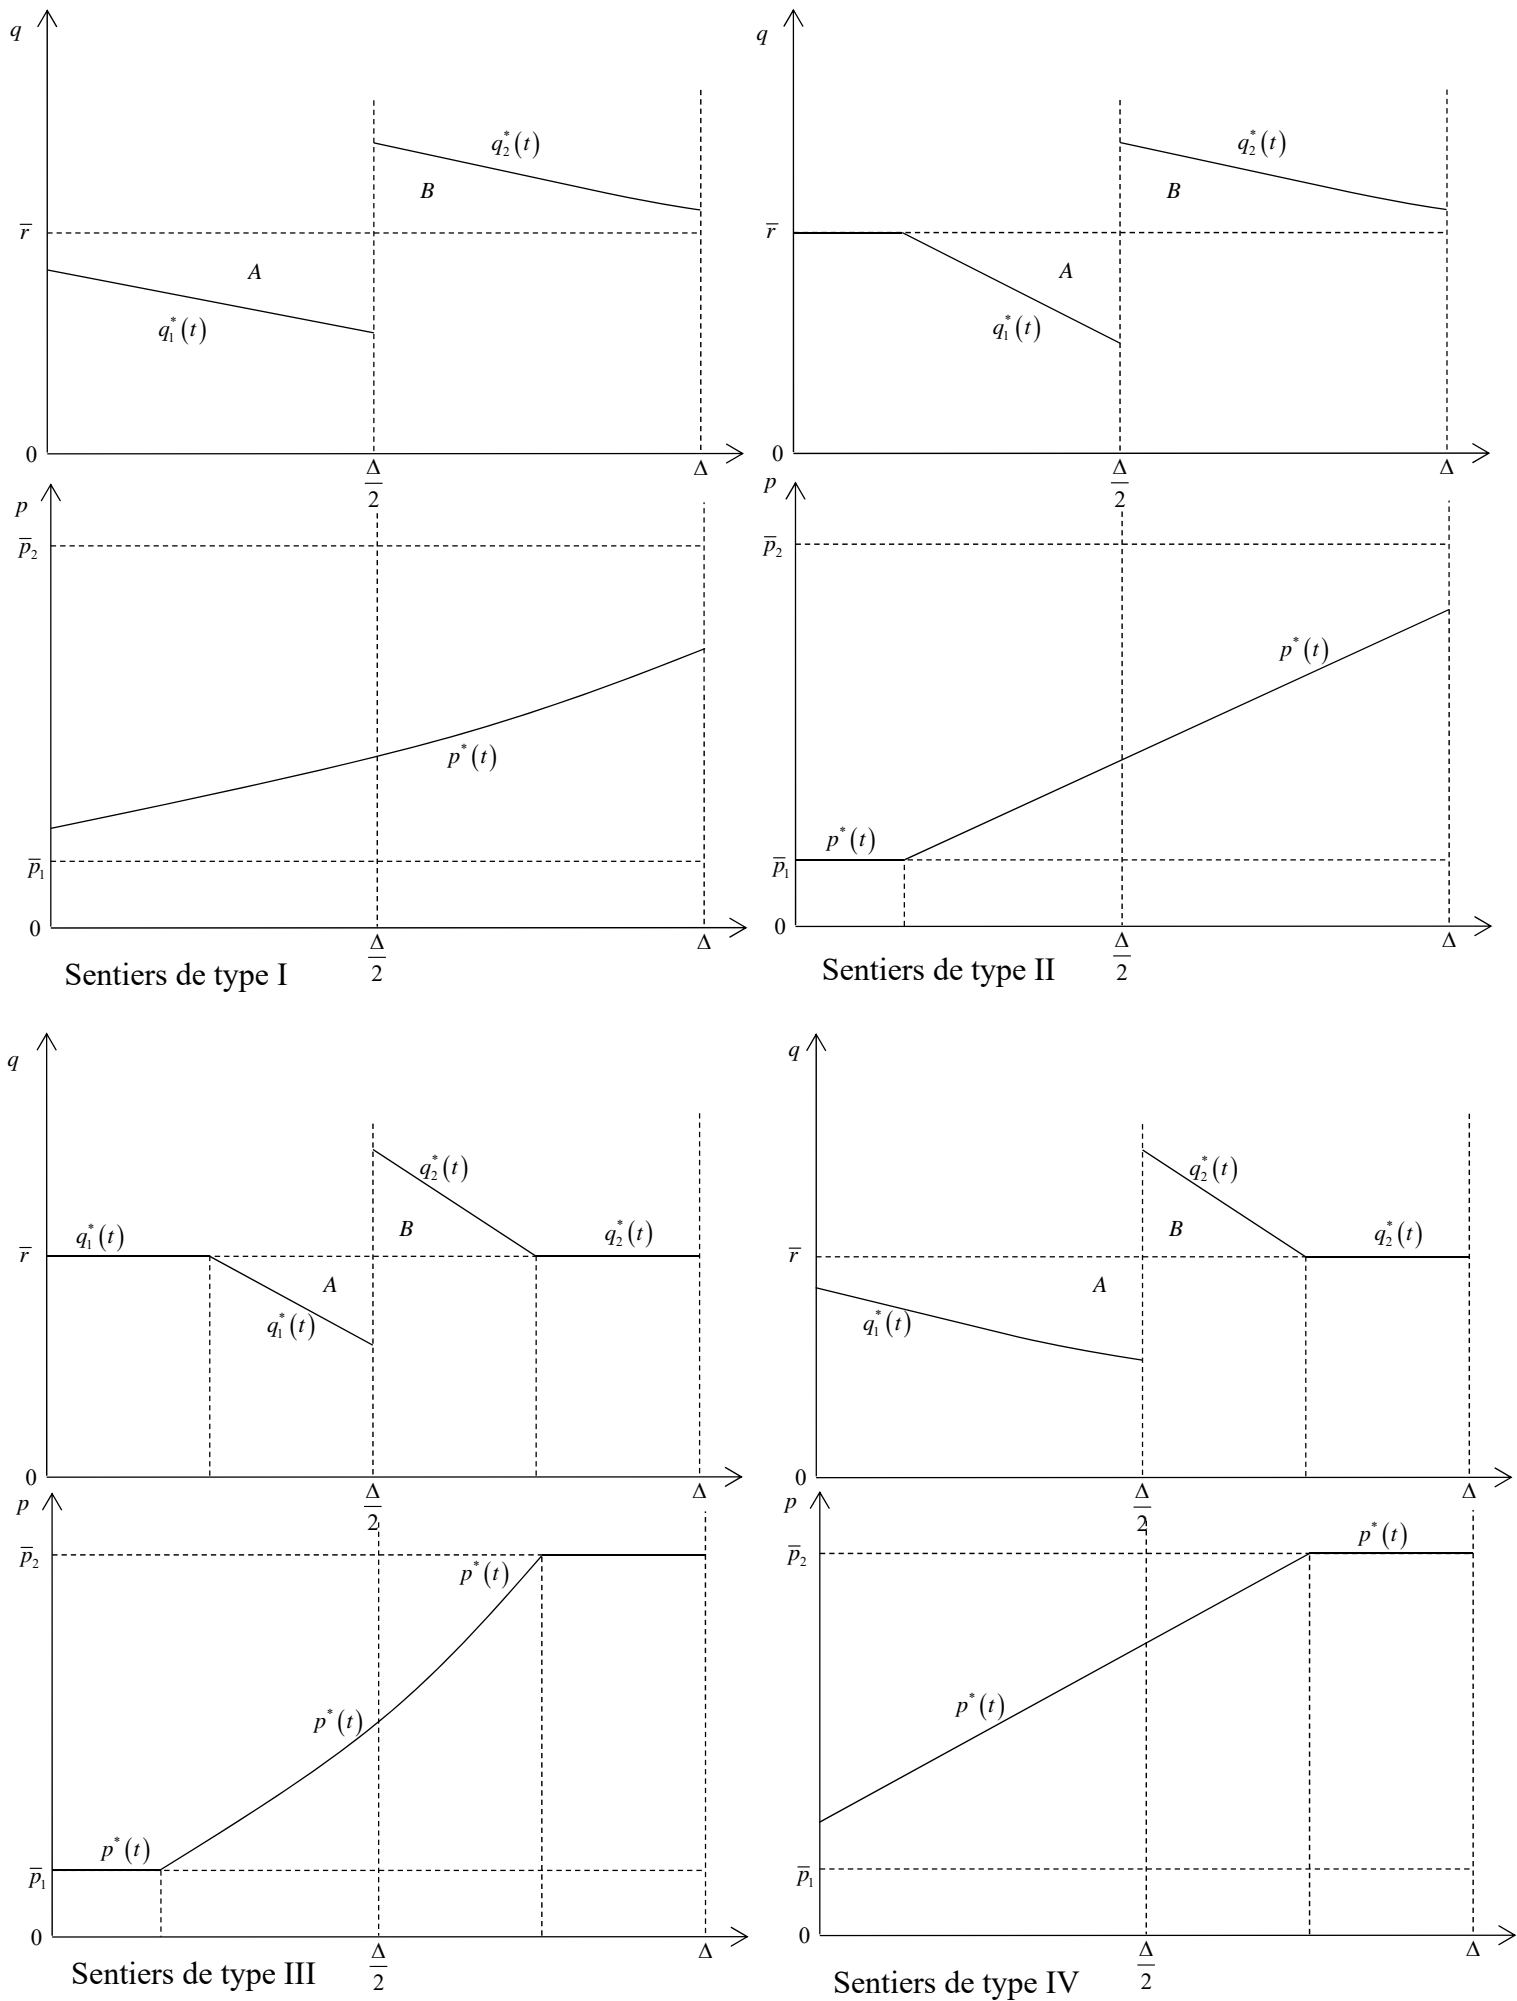 q
q₂*(t)
B
r̄
A
q₁*(t)
0
Δ/2
Δ
p
p̄₂
p*(t)
p̄₁
0
Δ/2
Δ
Sentiers de type I
q
q₂*(t)
B
r̄
A
q₁*(t)
0
Δ/2
Δ
p
p̄₂
p*(t)
p*(t)
p̄₁
0
Δ/2
Δ
Sentiers de type II
q
q₂*(t)
q₁*(t)
B
q₂*(t)
r̄
A
q₁*(t)
0
Δ/2
Δ
p
p̄₂
p*(t)
p*(t)
p*(t)
p̄₁
0
Δ/2
Δ
Sentiers de type III
q
q₂*(t)
B
q₂*(t)
r̄
A
q₁*(t)
0
Δ/2
Δ
p
p*(t)
p̄₂
p*(t)
p̄₁
0
Δ/2
Δ
Sentiers de type IV